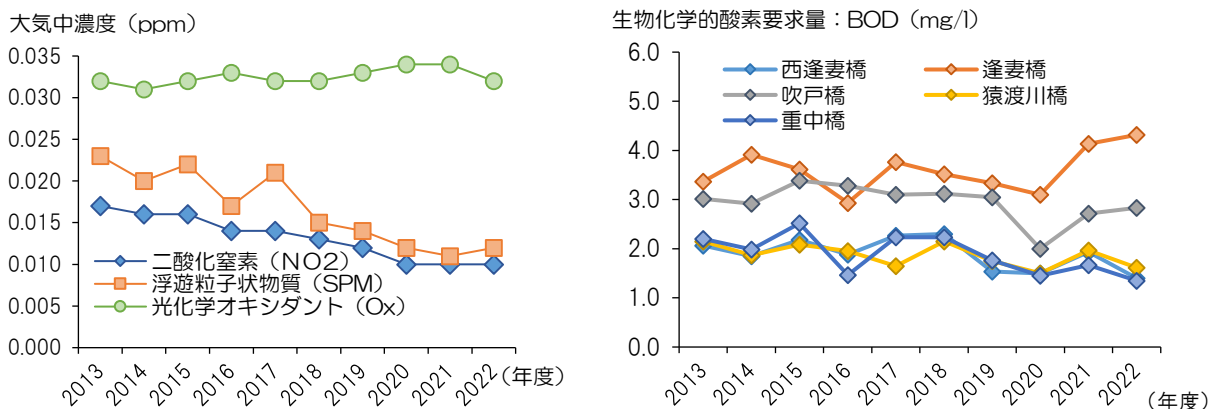 大気中濃度（ppm）
0.035
0.030
0.025
0.020
0.015
0.010
0.005
0.000
二酸化窒素（NO2）
浮遊粒子状物質（SPM）
光化学オキシダント（Ox）
2013
2014
2015
2016
2017
2018
2019
2020
2021
2022
（年度）
生物化学的酸素要求量：BOD（mg/l）
6.0
5.0
4.0
3.0
2.0
1.0
0.0
西逢妻橋
逢妻橋
吹戸橋
猿渡川橋
重中橋
2013
2014
2015
2016
2017
2018
2019
2020
2021
2022
（年度）